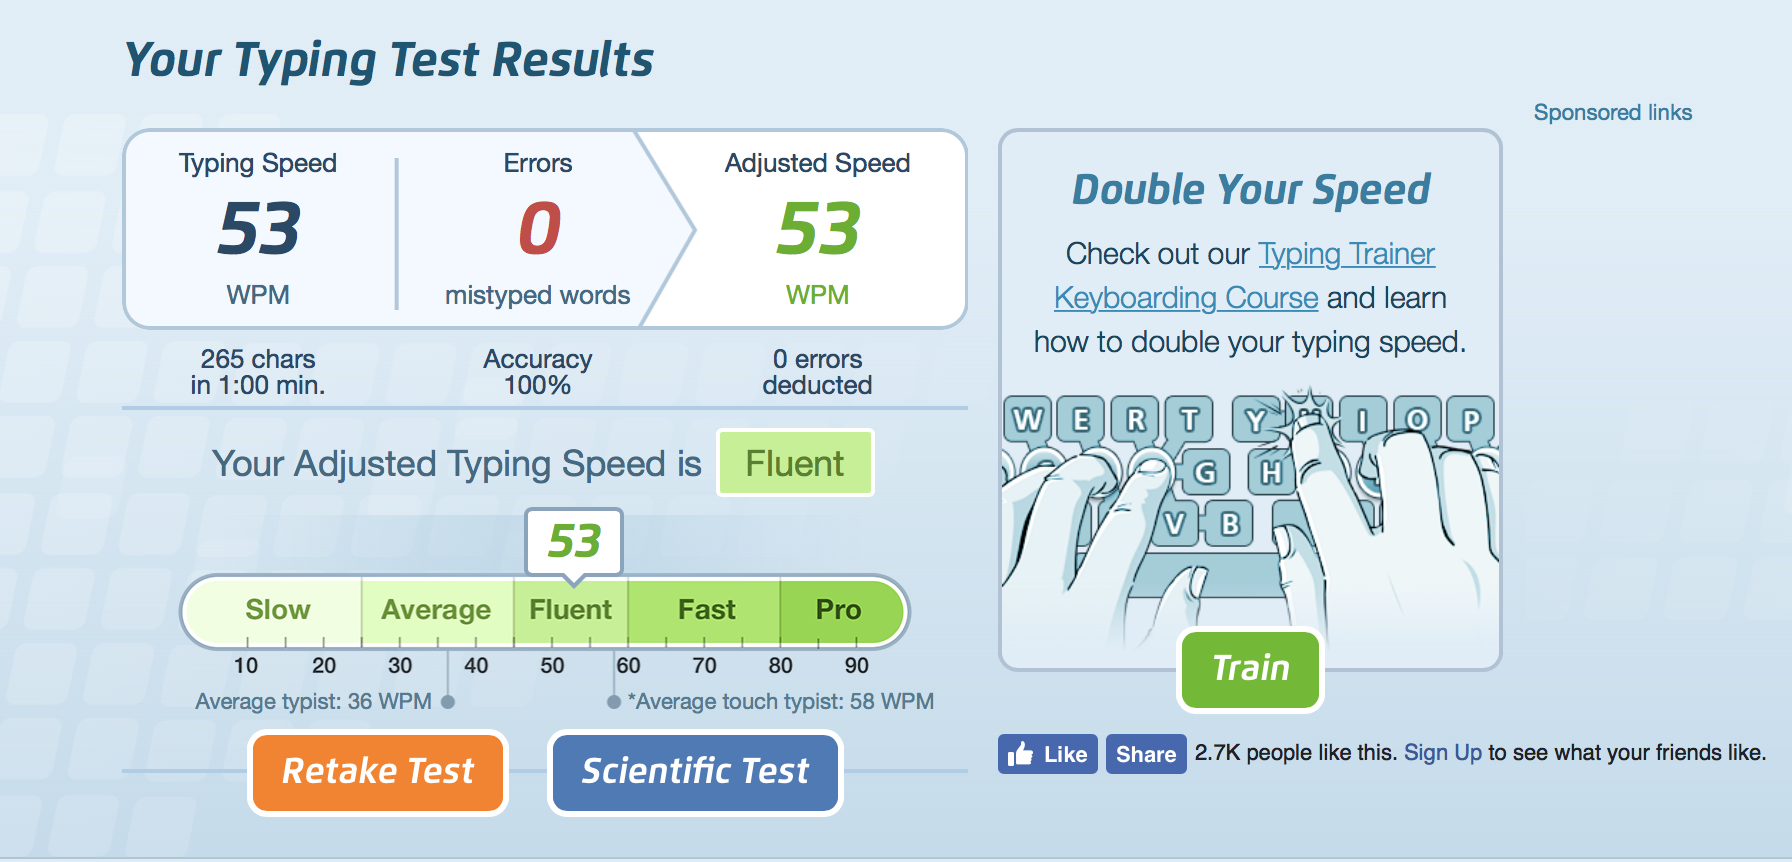 Your Typing Test Results
Sponsored links
Typing Speed
53
WPM
Errors
0
mistyped words
Adjusted Speed
53
WPM
265 chars
in 1:00 min.
Accuracy
100%
0 errors
deducted
Your Adjusted Typing Speed is Fluent
53
Slow Average Fluent Fast Pro
10 20 30 40 50 60 70 80 90
Average typist: 36 WPM
*Average touch typist: 58 WPM
Retake Test
Scientific Test
Double Your Speed
Check out our Typing Trainer
Keyboarding Course and learn
how to double your typing speed.
W E R T Y I O P
G H
V B
Train
Like
Share
2.7K people like this. Sign Up to see what your friends like.